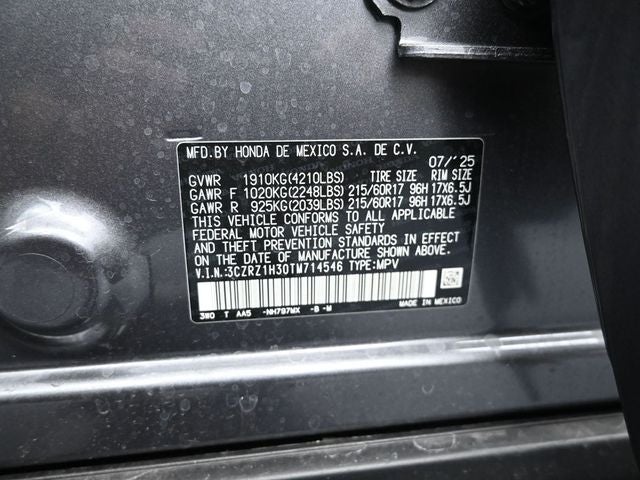 MFD.BY HONDA DE MEXICO S.A. DE C.V.
07/'25
GVWR 1910KG(4210LBS) TIRE SIZE RIM SIZE
GAWR F 1020KG(2248LBS) 215/60R17 96H 17X6.5J
GAWR R 925KG(2039LBS) 215/60R17 96H 17X6.5J
THIS VEHICLE CONFORMS TO ALL APPLICABLE
FEDERAL MOTOR VEHICLE SAFETY
AND THEFT PREVENTION STANDARDS IN EFFECT
ON THE DATE OF MANUFACTURE SHOWN ABOVE.
V.I.N.:3CZRZ1H30TM714546 TYPE:MPV
3W0 T AA5 -NH797MX -B -M MADE IN MEXICO